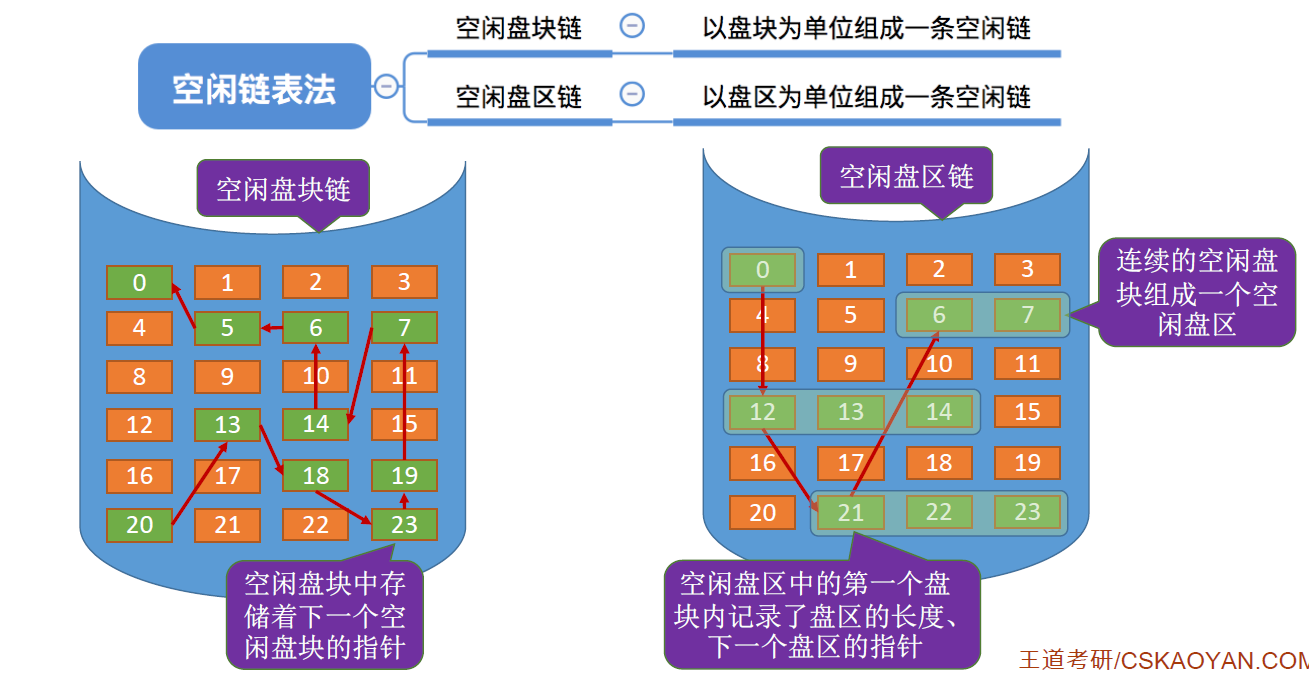 空闲链表法
空闲盘块链
以盘块为单位组成一条空闲链
空闲盘区链
以盘区为单位组成一条空闲链
空闲盘块链
0 1 2 3
4 5 6 7
8 9 10 11
12 13 14 15
16 17 18 19
20 21 22 23
空闲盘块中存
储着下一个空
闲盘块的指针
空闲盘区链
0 1 2 3
4 5 6 7
8 9 10 11
12 13 14 15
16 17 18 19
20 21 22 23
连续的空闲盘
块组成一个空
闲盘区
空闲盘区中的第一个盘
块内记录了盘区的长度、
下一个盘区的指针
王道考研/CSKAOYAN.COM